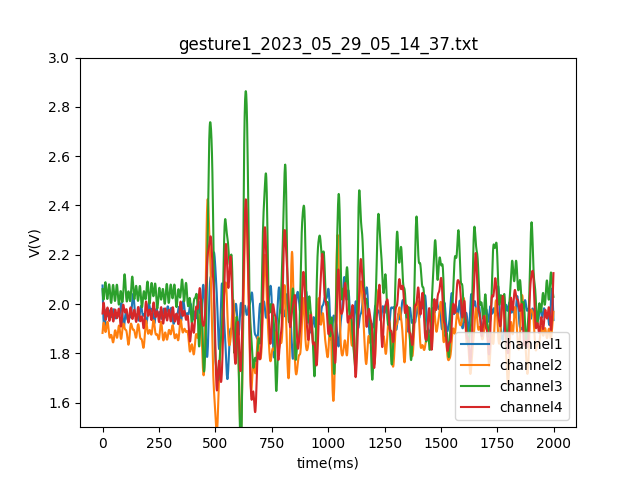 gesture1_2023_05_29_05_14_37.txt
3.0
2.8
2.6
2.4
2.2
2.0
1.8
1.6
V(V)
channel1
channel2
channel3
channel4
0 250 500 750 1000 1250 1500 1750 2000
time(ms)